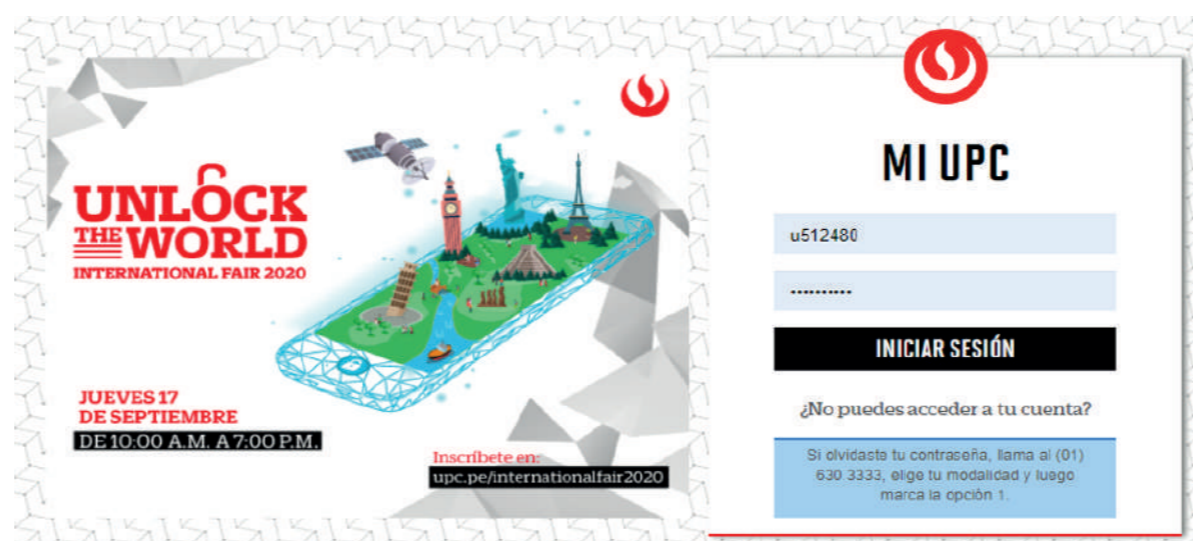 UNLOCK
THE WORLD
INTERNATIONAL FAIR 2020
JUEVES 17
DE SEPTIEMBRE
DE 10:00 A.M. A 7:00 P.M.
Inscríbete en:
upc.pe/internationalfair2020
MI UPC
u512480
..........
INICIAR SESIÓN
¿No puedes acceder a tu cuenta?
Si olvidaste tu contraseña, llama al (01)
630 3333, elige tu modalidad y luego
marca la opción 1.